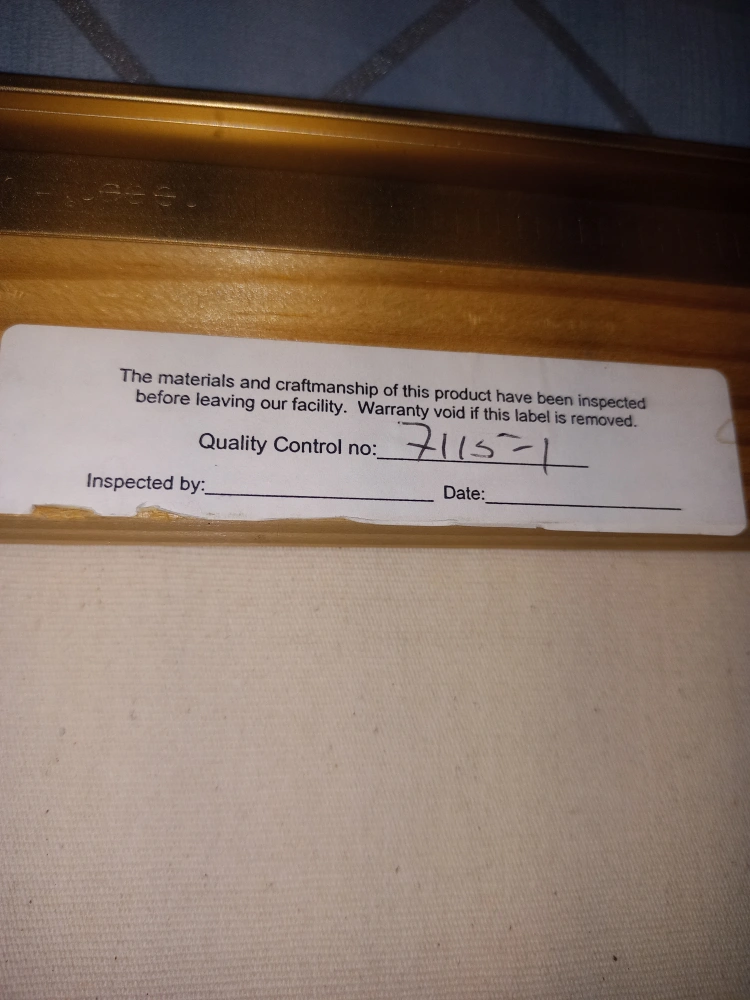 The materials and craftmanship of this product have been inspected
before leaving our facility. Warranty void if this label is removed.
Quality Control no: 7115-1
Inspected by:
Date: